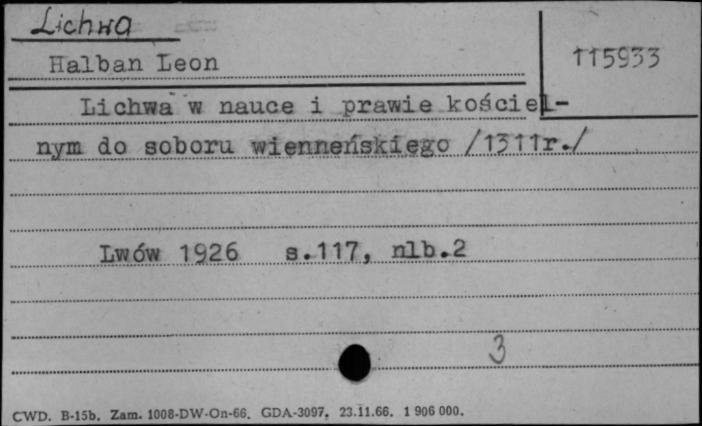 Lichwa
Halban Leon
115933
Lichwa w nauce i prawie kościel-
nym do soboru wienneńskiego /1311r./
Lwów 1926 s.117, nlb.2
3
CWD. B-15b. Zam. 1008-DW-On-66. GDA-3097. 23.11.66. 1 906 000.